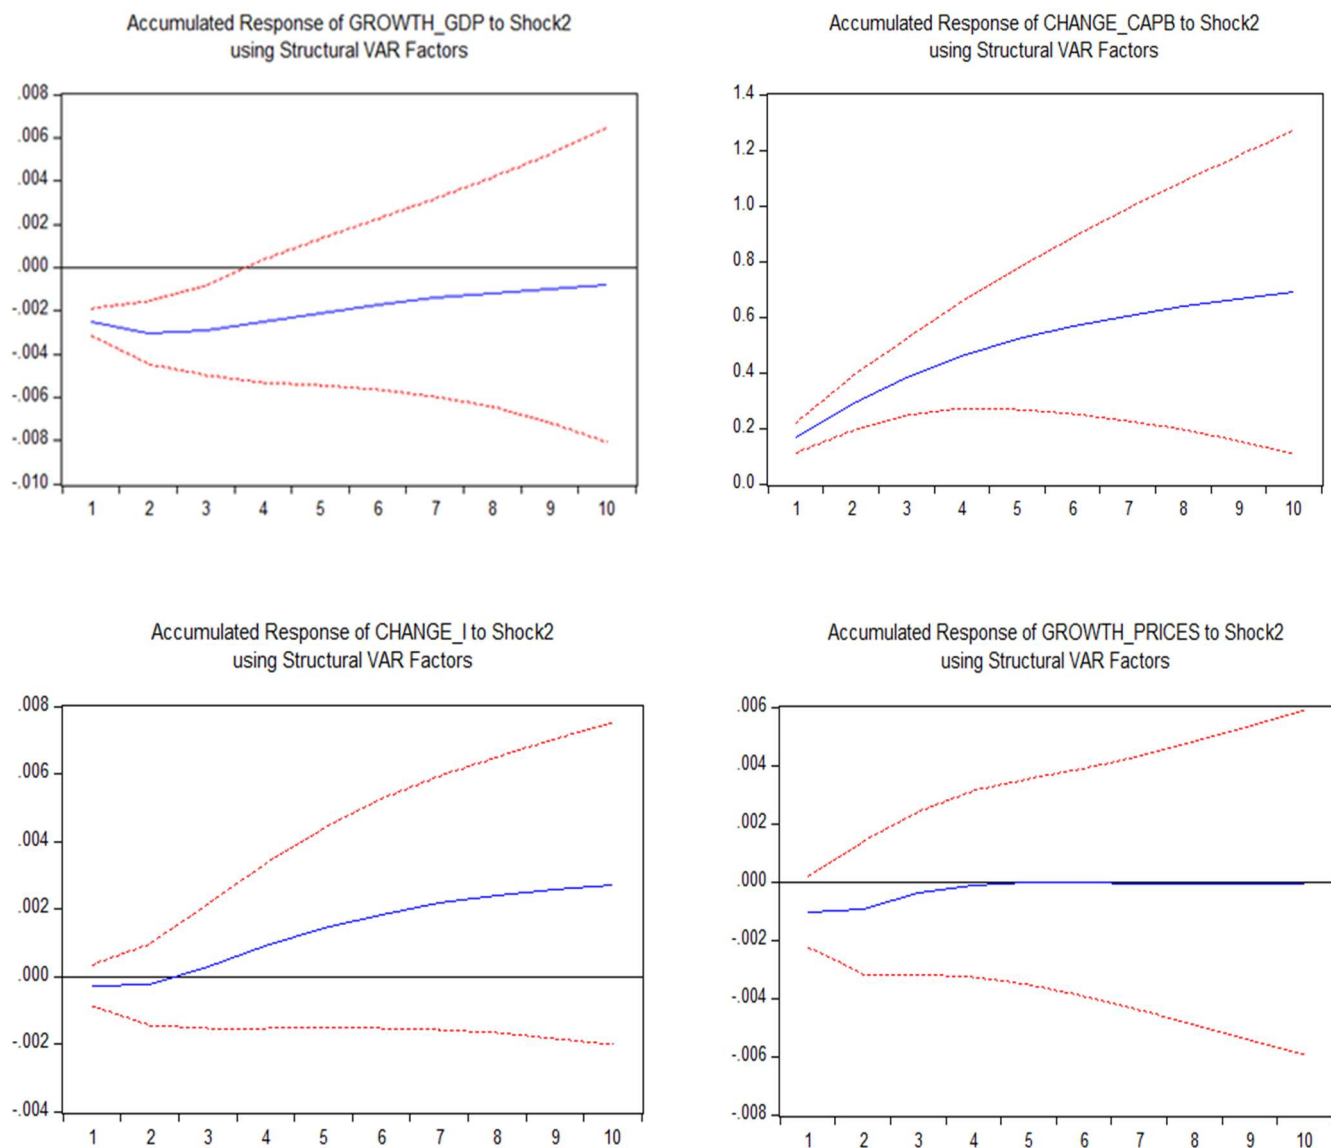 Accumulated Response of GROWTH_GDP to Shock2
using Structural VAR Factors
.008
.006
.004
.002
.000
-.002
-.004
-.006
-.008
-.010
1 2 3 4 5 6 7 8 9 10
Accumulated Response of CHANGE_CAPB to Shock2
using Structural VAR Factors
1.4
1.2
1.0
0.8
0.6
0.4
0.2
0.0
1 2 3 4 5 6 7 8 9 10
Accumulated Response of CHANGE_I to Shock2
using Structural VAR Factors
.008
.006
.004
.002
.000
-.002
-.004
1 2 3 4 5 6 7 8 9 10
Accumulated Response of GROWTH_PRICES to Shock2
using Structural VAR Factors
.006
.004
.002
.000
-.002
-.004
-.006
-.008
1 2 3 4 5 6 7 8 9 10